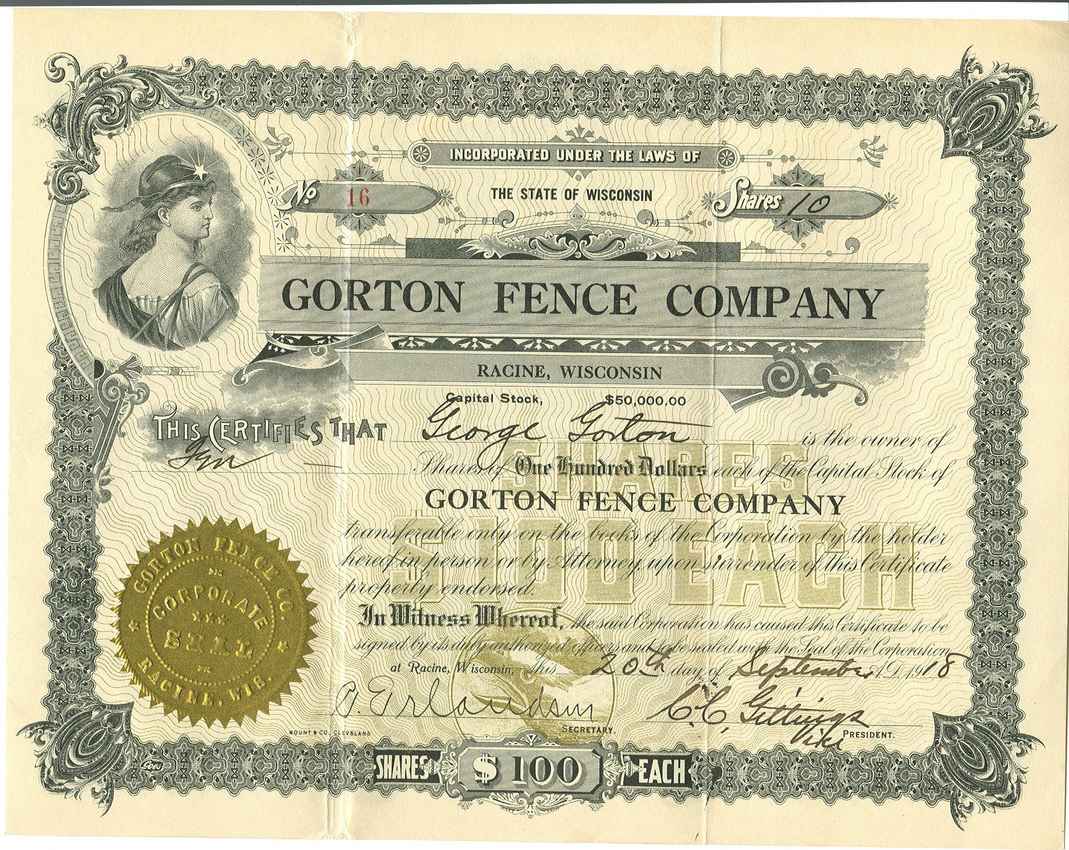 INCORPORATED UNDER THE LAWS OF
No 16 THE STATE OF WISCONSIN Shares 10
GORTON FENCE COMPANY
RACINE, WISCONSIN
Capital Stock, $50,000.00
THIS CERTIFIES THAT George Gorton is the owner of
Shares of One Hundred Dollars each of the Capital Stock of
GORTON FENCE COMPANY
transferable only on the books of the Corporation by the holder
hereof in person or by Attorney upon surrender of this Certificate
properly endorsed.
In Witness Whereof, the said Corporation has caused this Certificate to be
signed by its duly authorized officers and to be sealed with the Seal of the Corporation
at Racine, Wisconsin, this 20th day of September A.D. 1918
P. Erlandsen C.C. Gittings
SECRETARY. Vice PRESIDENT.
SHARES $100 EACH
GORTON FENCE CO
CORPORATE
SEAL
RACINE, WIS.
MOUNT & CO. CLEVELAND
SHARES $100 EACH